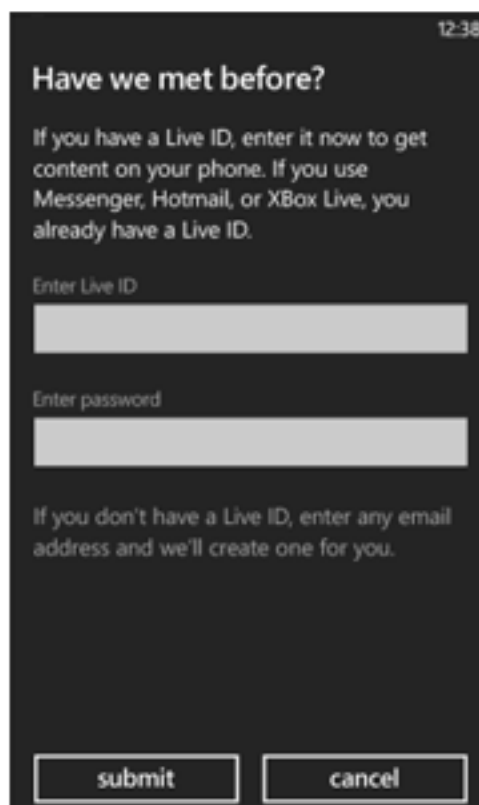 12:38
Have we met before?
If you have a Live ID, enter it now to get
content on your phone. If you use
Messenger, Hotmail, or XBox Live, you
already have a Live ID.
Enter Live ID
Enter password
If you don't have a Live ID, enter any email
address and we'll create one for you.
submit
cancel